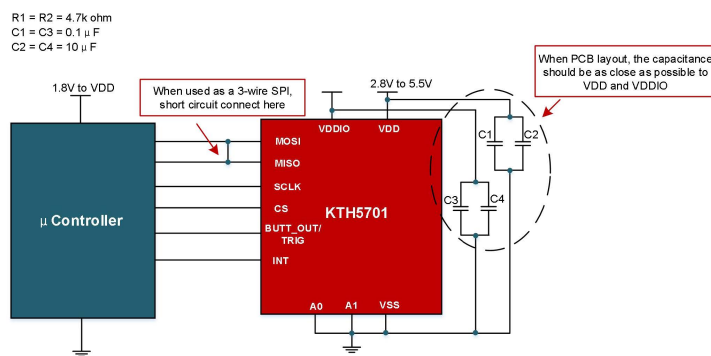 R1 = R2 = 4.7k ohm
C1 = C3 = 0.1 μ F
C2 = C4 = 10 μ F
1.8V to VDD
When used as a 3-wire SPI,
short circuit connect here
2.8V to 5.5V
When PCB layout, the capacitance
should be as close as possible to
VDD and VDDIO
VDDIO
VDD
C1
C2
MOSI
MISO
SCLK
CS
BUTT_OUT/
TRIG
INT
μ Controller
KTH5701
C3
C4
A0
A1
VSS